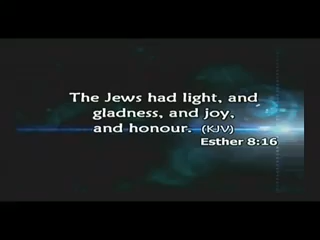 The Jews had light, and
gladness, and joy,
and honour. (KJV)
Esther 8:16